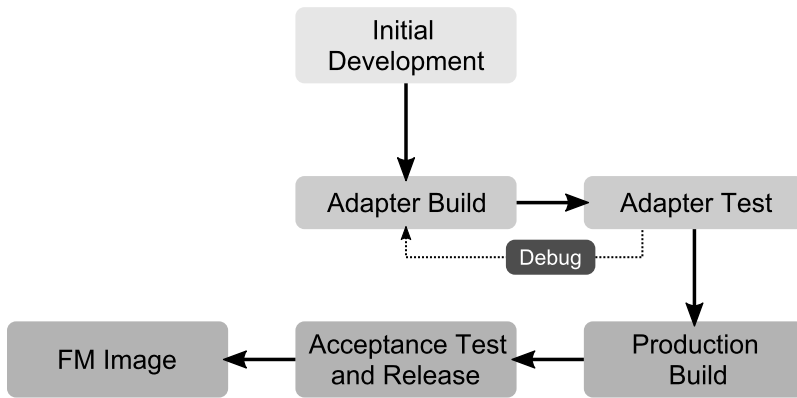 Initial
Development
Adapter Build
Adapter Test
Debug
FM Image
Acceptance Test
and Release
Production
Build